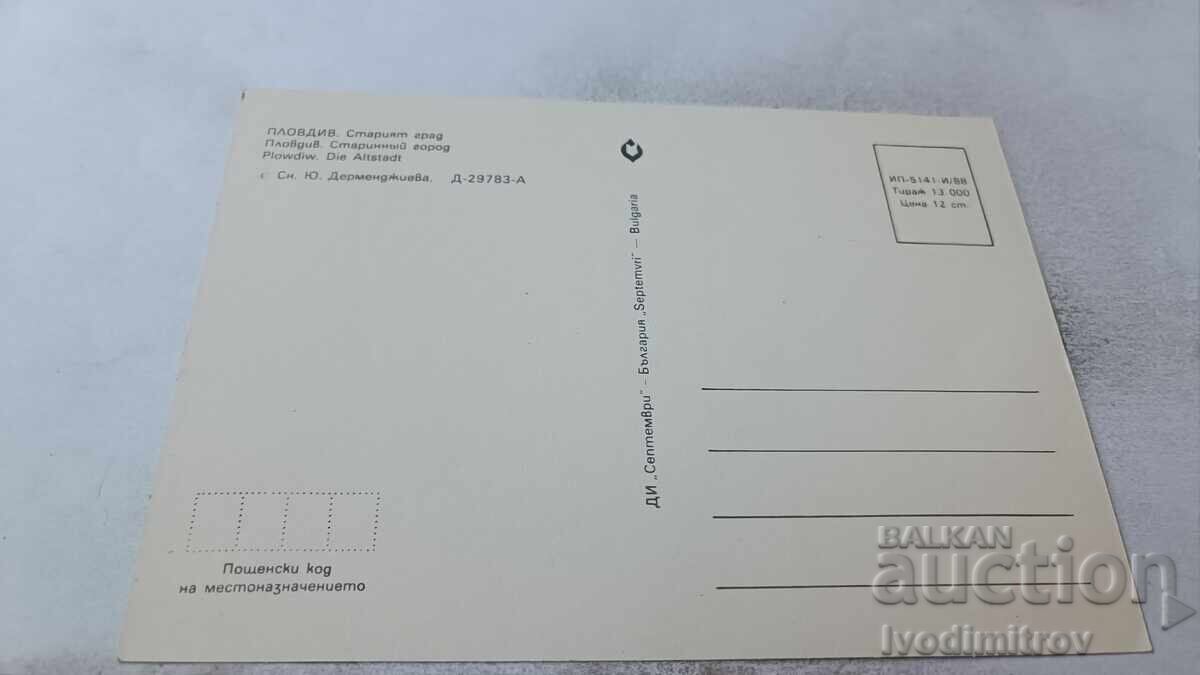 ПЛОВДИВ. Старият град
Пловдив. Старинный город
Plowdiw. Die Altstadt
© Сн. Ю. Дерменджиева, Д-29783-А
ИП-5141-И/88
Тираж 13 000
Цена 12 ст.
ДИ „Септември" – България „Septemvri" – Bulgaria
Пощенски код
на местоназначението
BALKAN
auction
Ivodimitrov